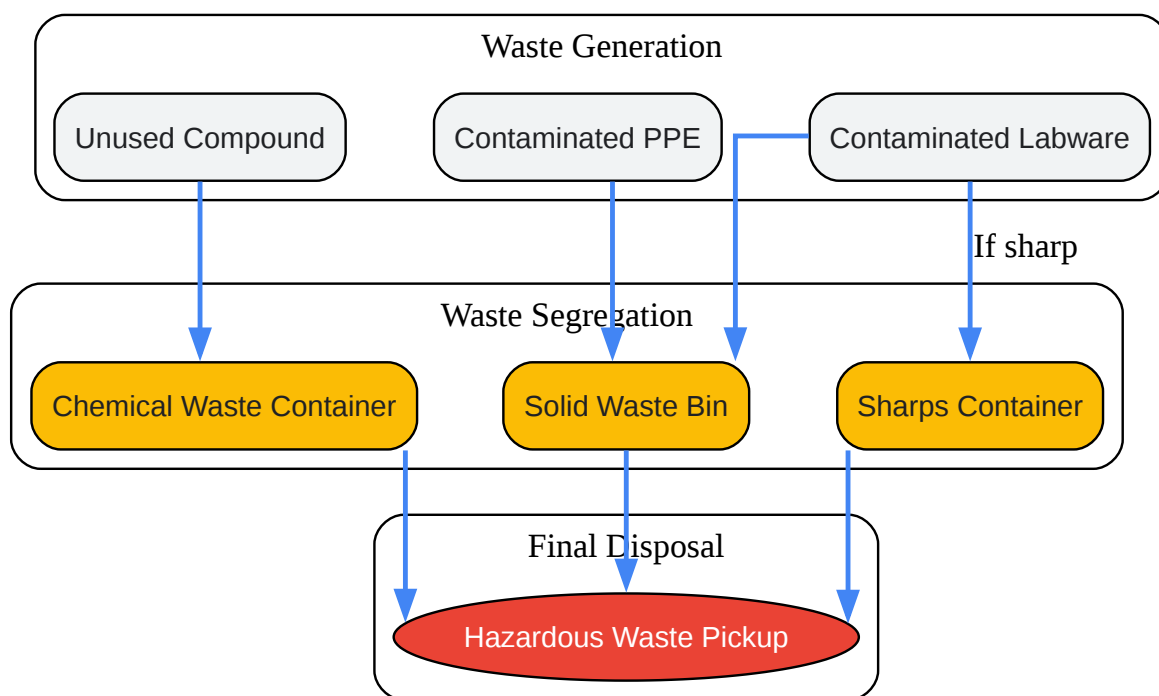 Waste Generation
Unused Compound
Contaminated PPE
Contaminated Labware
If sharp
Waste Segregation
Chemical Waste Container
Solid Waste Bin
Sharps Container
Final Disposal
Hazardous Waste Pickup